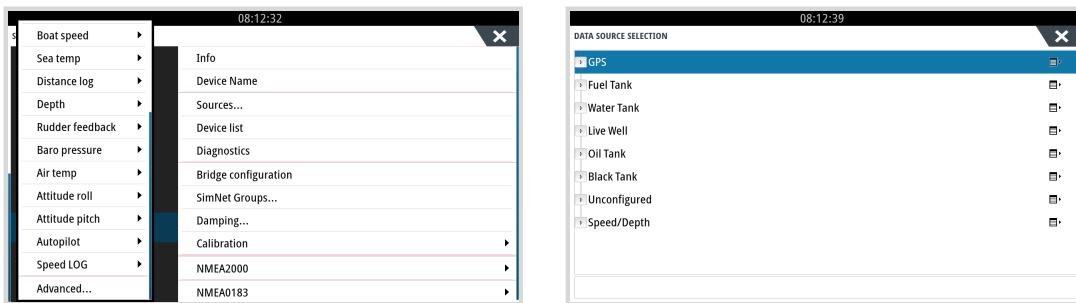 08:12:32
S
Boat speed
Sea temp
Distance log
Depth
Rudder feedback
Baro pressure
Air temp
Attitude roll
Attitude pitch
Autopilot
Speed LOG
Advanced...
Info
Device Name
Sources...
Device list
Diagnostics
Bridge configuration
SimNet Groups...
Damping...
Calibration
NMEA2000
NMEA0183
08:12:39
DATA SOURCE SELECTION
GPS
Fuel Tank
Water Tank
Live Well
Oil Tank
Black Tank
Unconfigured
Speed/Depth